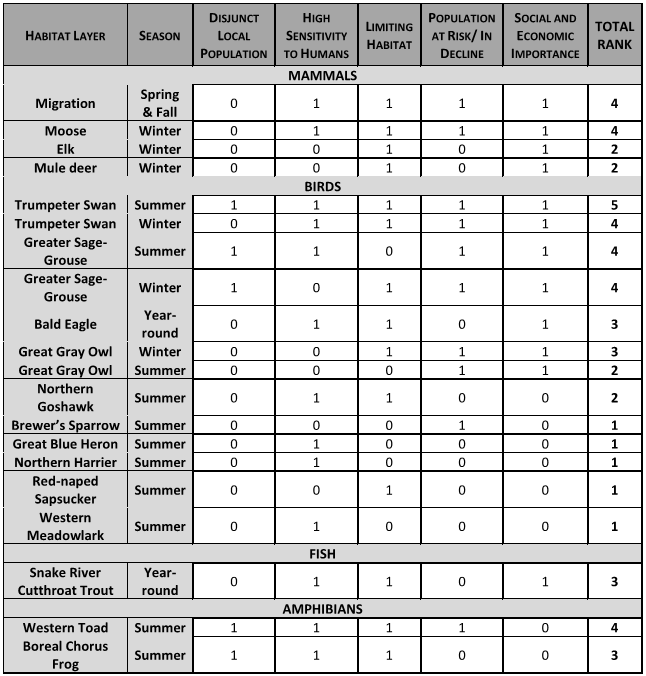 HABITAT LAYER SEASON DISJUNCT LOCAL POPULATION HIGH SENSITIVITY TO HUMANS LIMITING HABITAT POPULATION AT RISK/ IN DECLINE SOCIAL AND ECONOMIC IMPORTANCE TOTAL RANK
MAMMALS
Migration Spring & Fall 0 1 1 1 1 4
Moose Winter 0 1 1 1 1 4
Elk Winter 0 0 1 0 1 2
Mule deer Winter 0 0 1 0 1 2
BIRDS
Trumpeter Swan Summer 1 1 1 1 1 5
Trumpeter Swan Winter 0 1 1 1 1 4
Greater Sage-Grouse Summer 1 1 0 1 1 4
Greater Sage-Grouse Winter 1 0 1 1 1 4
Bald Eagle Year-round 0 1 1 0 1 3
Great Gray Owl Winter 0 0 1 1 1 3
Great Gray Owl Summer 0 0 0 1 1 2
Northern Goshawk Summer 0 1 1 0 0 2
Brewer’s Sparrow Summer 0 0 0 1 0 1
Great Blue Heron Summer 0 1 0 0 0 1
Northern Harrier Summer 0 1 0 0 0 1
Red-naped Sapsucker Summer 0 0 1 0 0 1
Western Meadowlark Summer 0 1 0 0 0 1
FISH
Snake River Cutthroat Trout Year-round 0 1 1 0 1 3
AMPHIBIANS
Western Toad Summer 1 1 1 1 0 4
Boreal Chorus Frog Summer 1 1 1 0 0 3